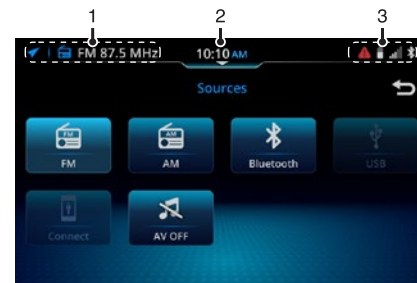 1 2 3
FM 87.5 MHz 10:10 AM
Sources
FM AM
FM AM Bluetooth USB
Connect AV OFF